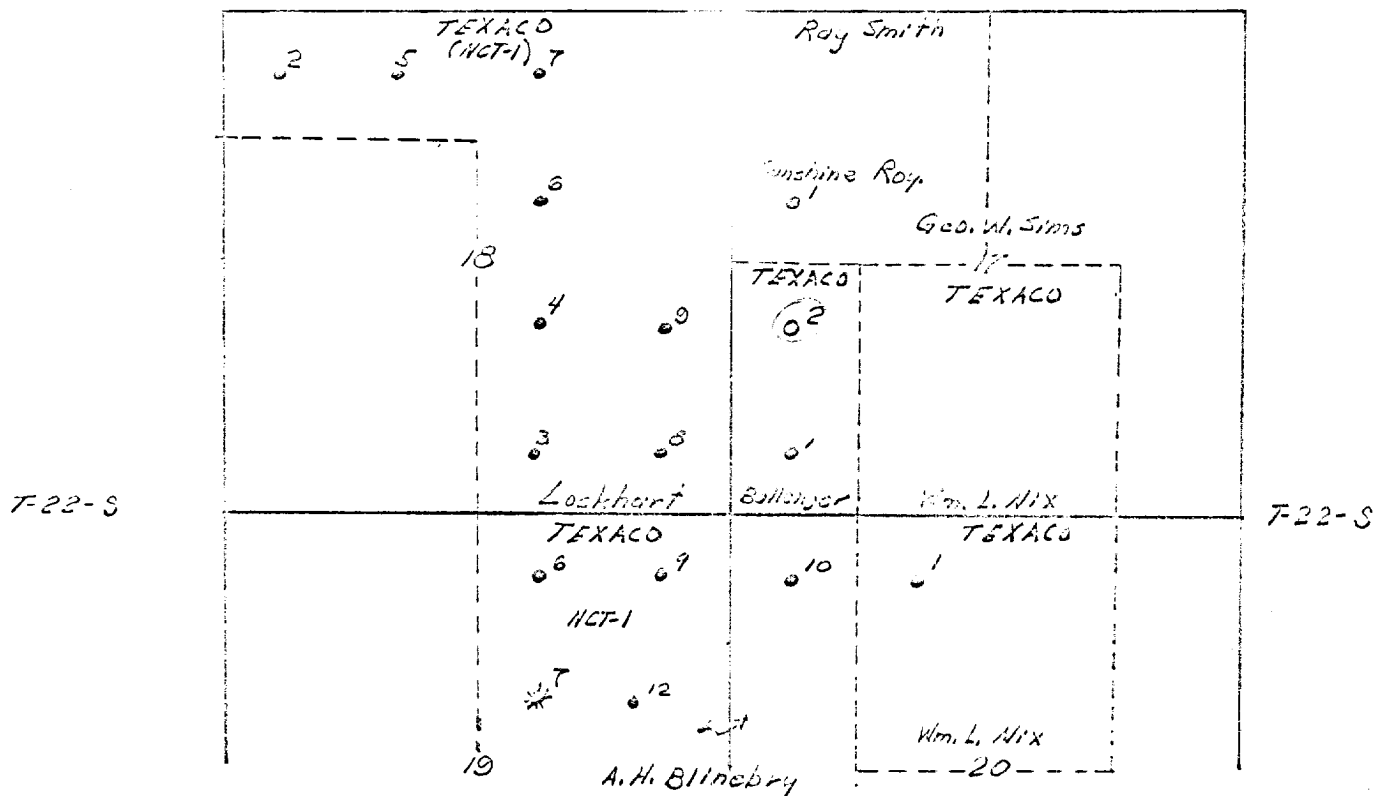 TEXACO
(NCT-1)
Ray Smith
2
5
7
6
Sunshine Roy.
1
Geo. W. Sims
18
17
TEXACO
TEXACO
4
9
2
3
8
1
T-22-S
Lockhart
Wm. L. Nix
T-22-S
TEXACO
TEXACO
6
9
10
1
NCT-1
7
12
Wm. L. Nix
19
20
A.H. Blinebry